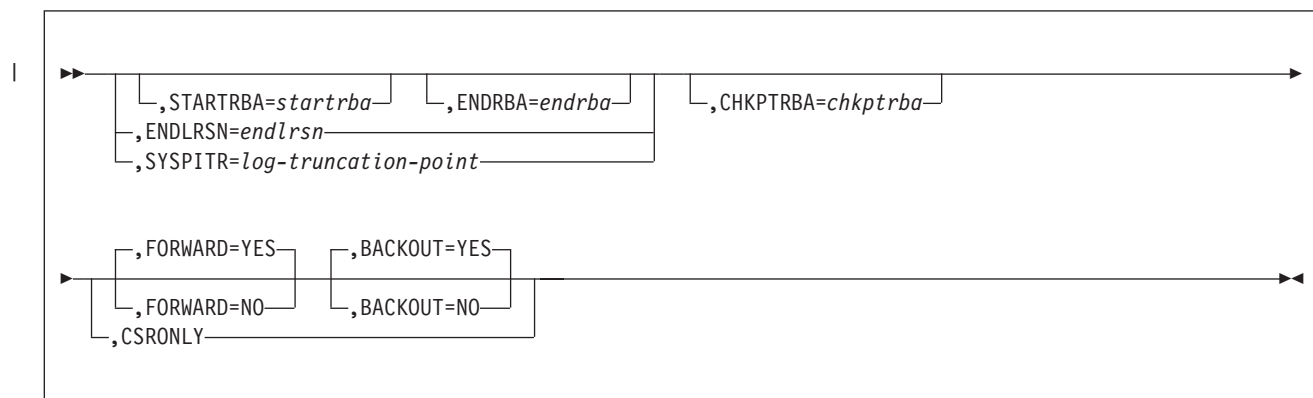 ,STARTRBA=startrba ,ENDRBA=endrba ,CHKPTRBA=chkptrba
,ENDLRSN=endlrsn
,SYSPITR=log-truncation-point
,FORWARD=YES ,BACKOUT=YES
,FORWARD=NO ,BACKOUT=NO
,CSRONLY